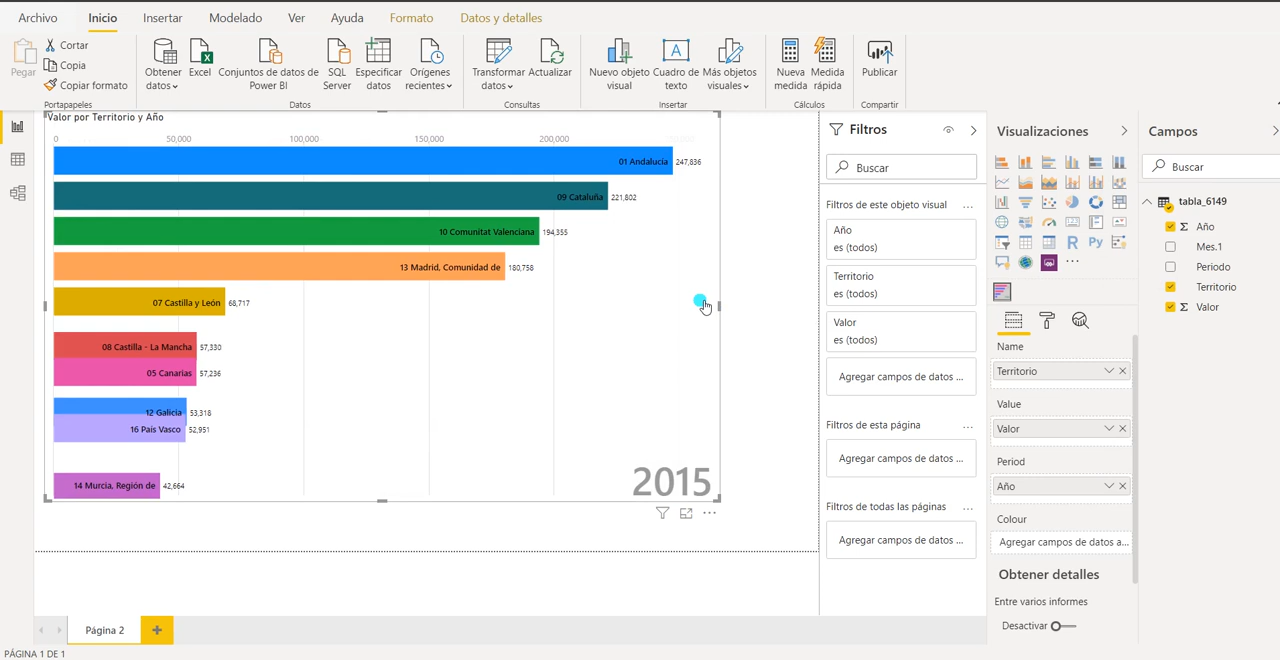 Archivo Inicio Insertar Modelado Ver Ayuda Formato Datos y detalles
Pegar
Cortar
Copia
Copiar formato
Portapapeles
Obtener datos
Excel
Conjuntos de datos de Power BI
SQL Server
Especificar datos
Orígenes recientes
Datos
Transformar datos
Actualizar
Consultas
Nuevo objeto visual
A
Cuadro de texto
Más objetos visuales
Insertar
Nueva medida
Medida rápida
Cálculos
Publicar
Compartir
Valor por Territorio y Año
0 50,000 100,000 150,000 200,000
01 Andalucía 247,836
09 Cataluña 221,802
10 Comunitat Valenciana 194,355
13 Madrid, Comunidad de 180,758
07 Castilla y León 68,717
08 Castilla - La Mancha 57,330
05 Canarias 57,236
12 Galicia 53,318
16 País Vasco 52,951
14 Murcia, Región de 42,664
2015
Filtros
Buscar
Filtros de este objeto visual ...
Año
es (todos)
Territorio
es (todos)
Valor
es (todos)
Agregar campos de datos ...
Filtros de esta página ...
Agregar campos de datos ...
Filtros de todas las páginas ...
Agregar campos de datos ...
Visualizaciones
R Py
...
Name
Territorio
Value
Valor
Period
Año
Colour
Agregar campos de datos a...
Obtener detalles
Entre varios informes
Desactivar
Campos
Buscar
tabla_6149
Σ Año
Mes.1
Periodo
Territorio
Σ Valor
Página 2
PÁGINA 1 DE 1